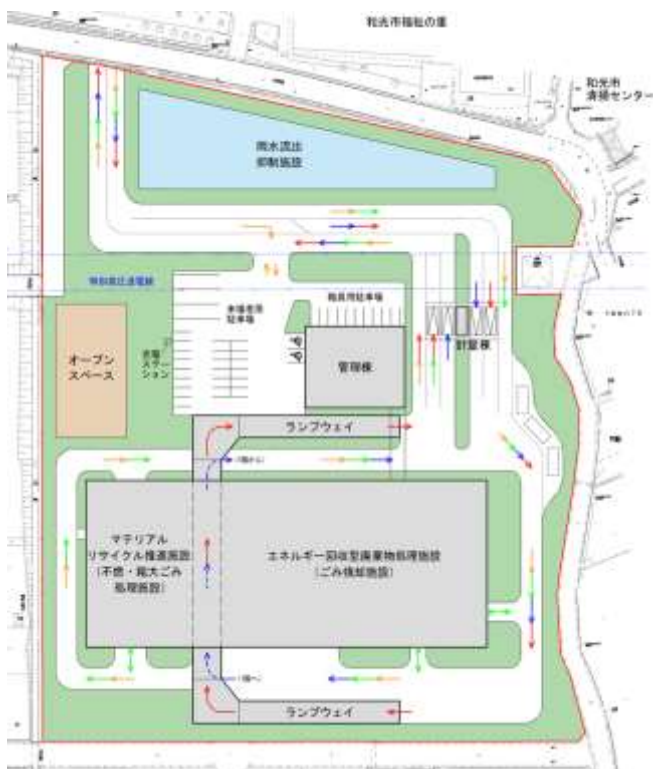 和光市福祉の里
和光市
清掃センター
雨水流出
抑制施設
特別高圧送電線
職員用駐車場
来場者用
駐車場
計量棟
オープン
スペース
充電
ステー
ション
管理棟
ランプウェイ
マテリアル
リサイクル推進施設
(不燃・粗大ごみ
処理施設)
エネルギー回収型廃棄物処理施設
(ごみ焼却施設)
ランプウェイ